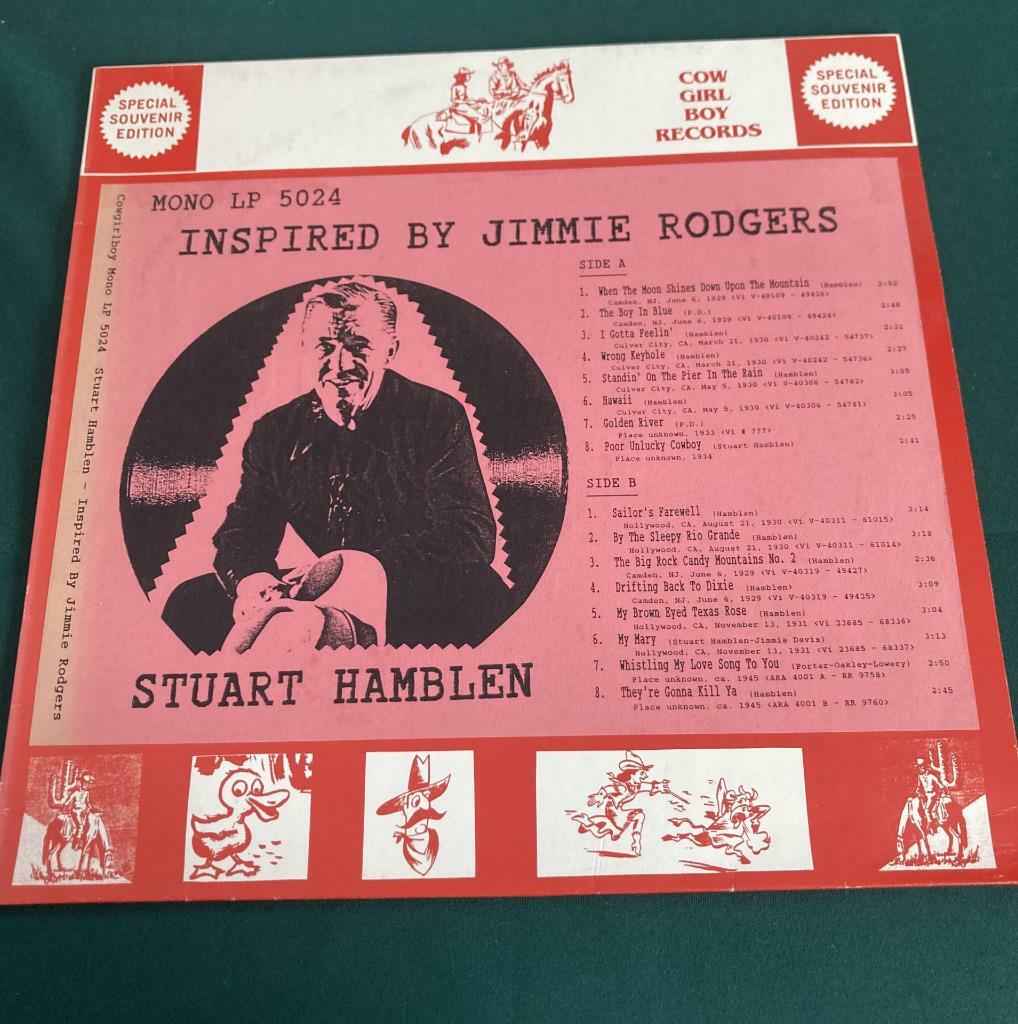 SPECIAL
SOUVENIR
EDITION
COW
GIRL
BOY
RECORDS
SPECIAL
SOUVENIR
EDITION
Cowgirlboy Mono LP 5024 Stuart Hamblen - Inspired By Jimmie Rodgers
MONO LP 5024
INSPIRED BY JIMMIE RODGERS
SIDE A
1. When The Moon Shines Down Upon The Mountain (Hamblen) 2:52
Camden, NJ, June 6, 1929 <Vi V-40109 - 49426>
2. The Boy In Blue (P.D.) 2:48
Camden, NJ, June 6, 1929 <Vi V-40109 - 49424>
3. I Gotta Feelin' (Hamblen) 2:21
Culver City, CA, March 21, 1930 <Vi V-40242 - 54737>
4. Wrong Keyhole (Hamblen) 2:27
Culver City, CA, March 21, 1930 <Vi V-40242 - 54736>
5. Standin' On The Pier In The Rain (Hamblen) 3:05
Culver City, CA, May 5, 1930 <Vi V-40306 - 54782>
6. Hawaii (Hamblen) 3:05
Culver City, CA, May 5, 1930 <Vi V-40306 - 54781>
7. Golden River (P.D.) 2:25
Place unknown, 1933 <Vi # ???>
8. Poor Unlucky Cowboy (Stuart Hamblen) 2:41
Place unknown, 1934
SIDE B
1. Sailor's Farewell (Hamblen) 3:14
Hollywood, CA, August 21, 1930 <Vi V-40311 - 61015>
2. By The Sleepy Rio Grande (Hamblen) 3:18
Hollywood, CA, August 21, 1930 <Vi V-40311 - 61014>
3. The Big Rock Candy Mountains No. 2 (Hamblen) 2:36
Camden, NJ, June 6, 1929 <Vi V-40319 - 49427>
4. Drifting Back To Dixie (Hamblen> 3:09
Camden, NJ, June 6, 1929 <Vi V-40319 - 49425>
5. My Brown Eyed Texas Rose (Hamblen) 3:04
Hollywood, CA, November 13, 1931 <Vi 23685 - 68336>
6. My Mary (Stuart Hamblen-Jimmie Davis) 3:13
Hollywood, CA, November 13, 1931 <Vi 23685 - 68337>
7. Whistling My Love Song To You (Porter-Oakley-Lowery) 2:50
Place unknown, ca. 1945 <ARA 4001 A - RR 9758>
8. They're Gonna Kill Ya (Hamblen) 2:45
Place unknown, ca. 1945 <ARA 4001 B - RR 9760>
STUART HAMBLEN